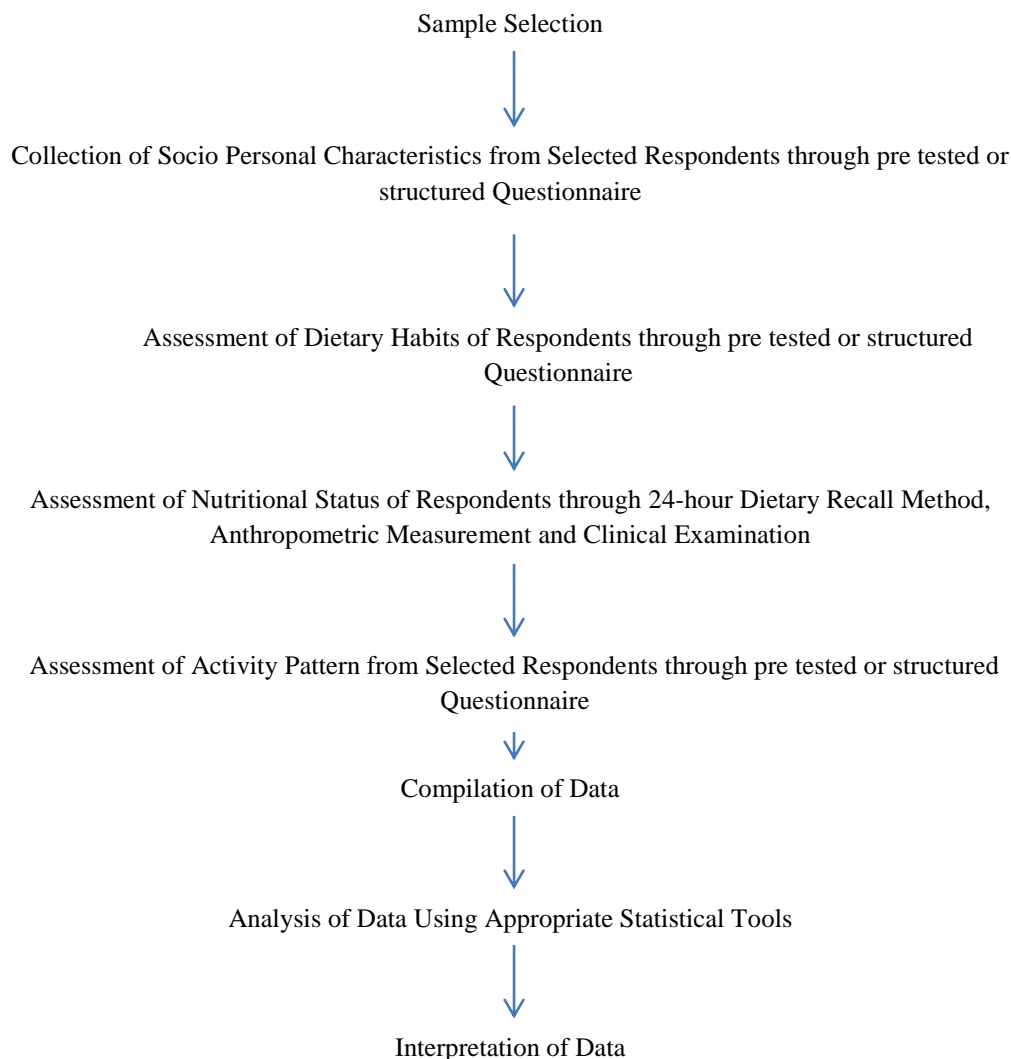 Sample Selection
Collection of Socio Personal Characteristics from Selected Respondents through pre tested or
structured Questionnaire
Assessment of Dietary Habits of Respondents through pre tested or structured
Questionnaire
Assessment of Nutritional Status of Respondents through 24-hour Dietary Recall Method,
Anthropometric Measurement and Clinical Examination
Assessment of Activity Pattern from Selected Respondents through pre tested or structured
Questionnaire
Compilation of Data
Analysis of Data Using Appropriate Statistical Tools
Interpretation of Data